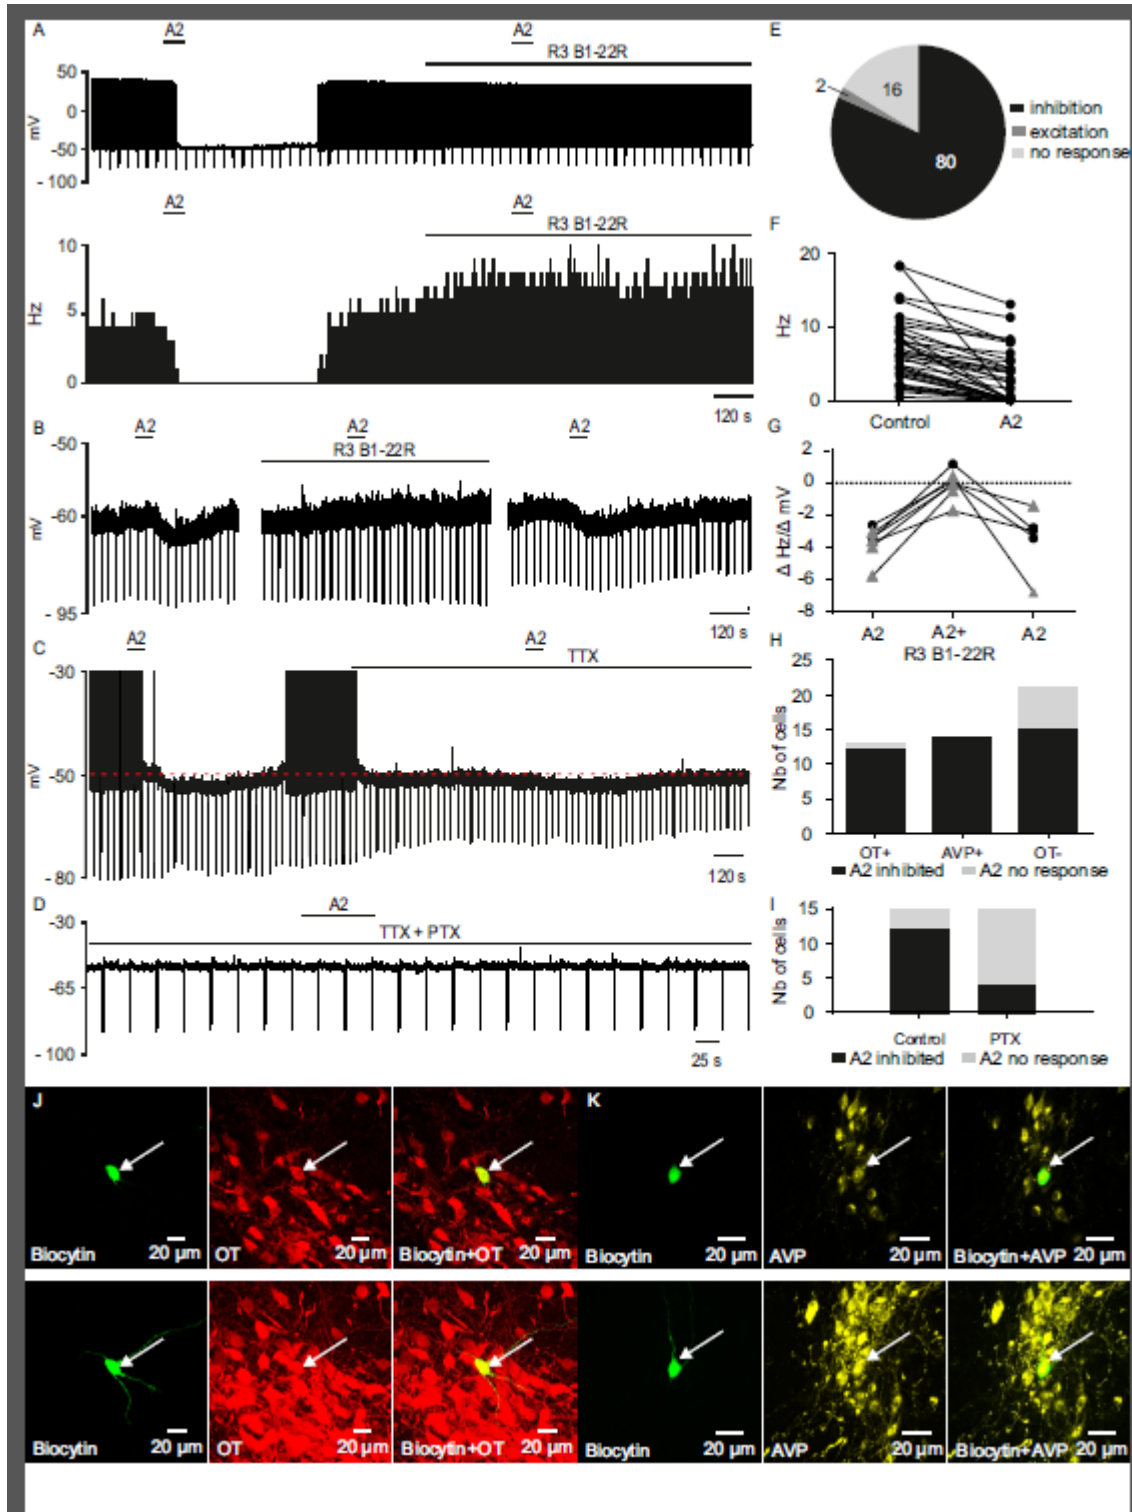 A
A2
A2
R3 B1-22R
50
0
-50
- 100
mV
A2
A2
R3 B1-22R
10
5
0
Hz
120 s
B
A2
A2
A2
R3 B1-22R
-50
-60
- 95
mV
120 s
C
A2
A2
TTX
-30
-50
- 80
mV
120 s
D
A2
TTX + PTX
-30
-65
- 100
25 s
E
2
16
80
inhibition
excitation
no response
F
20
10
0
Hz
Control
A2
G
2
0
-2
-4
-6
-8
Δ Hz/Δ mV
A2
A2+
R3 B1-22R
A2
H
25
20
15
10
5
0
Nb of cells
OT+
AVP+
OT-
A2 inhibited
A2 no response
I
15
10
5
0
Nb of cells
Control
PTX
A2 inhibited
A2 no response
J
Biocytin
20 µm
OT
20 µm
Biocytin+OT
20 µm
K
Biocytin
20 µm
AVP
20 µm
Biocytin+AVP
20 µm
Biocytin
20 µm
OT
20 µm
Biocytin+OT
20 µm
Biocytin
20 µm
AVP
20 µm
Biocytin+AVP
20 µm